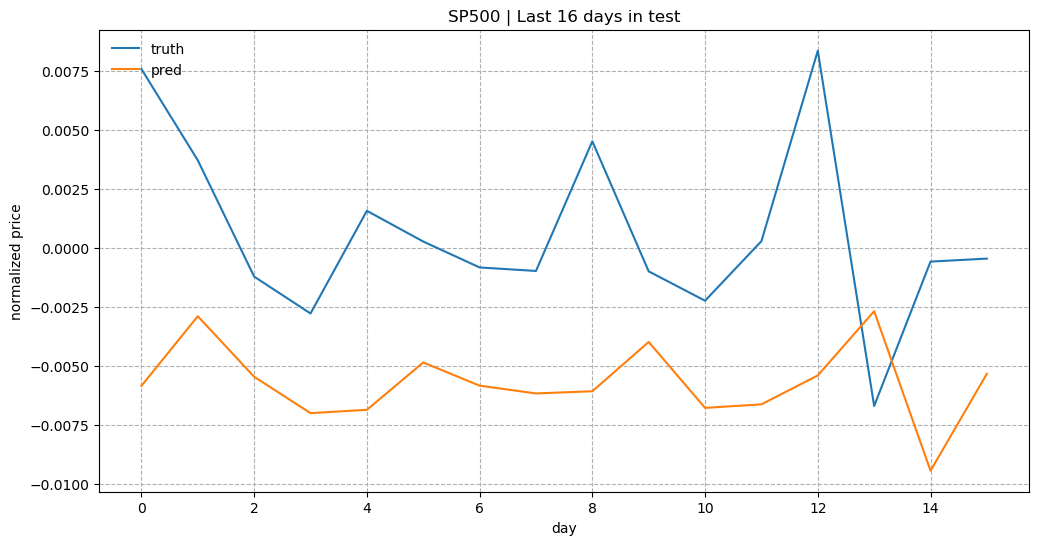 SP500 | Last 16 days in test
truth
pred
0.0075
0.0050
0.0025
0.0000
−0.0025
−0.0050
−0.0075
−0.0100
normalized price
0 2 4 6 8 10 12 14
day